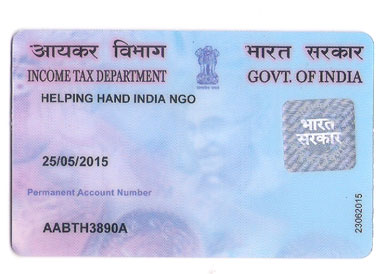 आयकर विभाग भारत सरकार
INCOME TAX DEPARTMENT GOVT. OF INDIA
HELPING HAND INDIA NGO
भारत
सरकार
25/05/2015
Permanent Account Number
AABTH3890A
23062015